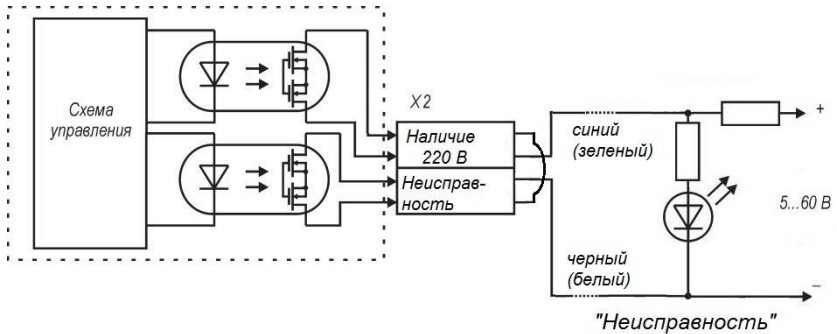 Схема
управления
X2
Наличие
220 В
Неисправ-
ность
синий
(зеленый)
+
5...60 В
черный
(белый)
–
"Неисправность"